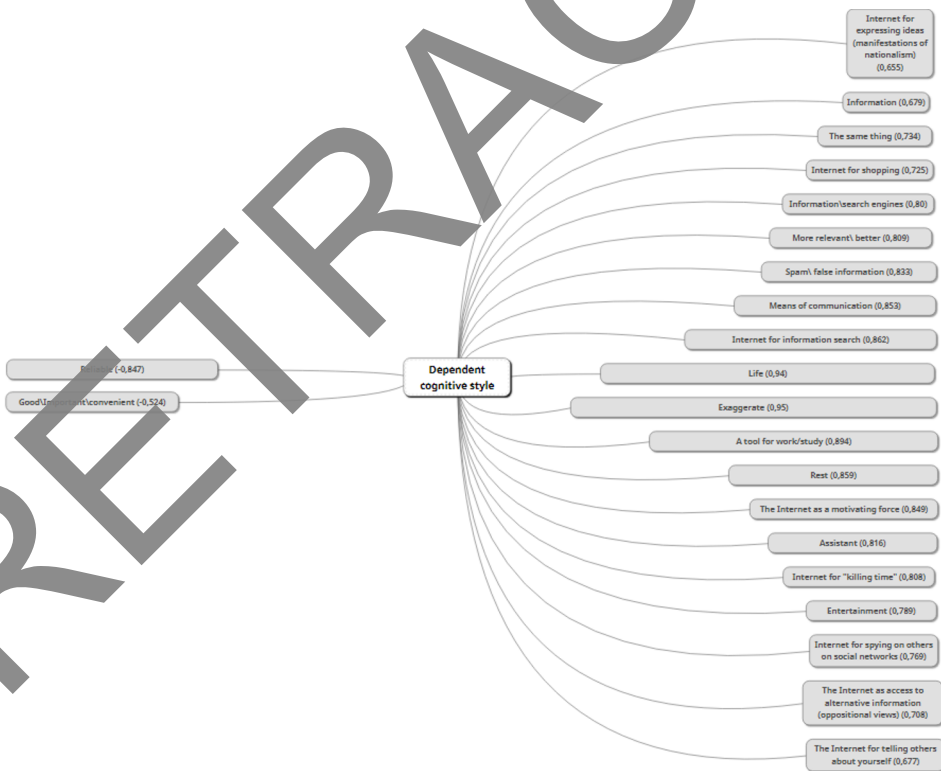 Internet for
expressing ideas
(manifestations of
nationalism)
(0,655)
Information (0,679)
The same thing (0,734)
Internet for shopping (0,725)
Information\search engines (0,80)
More relevant\ better (0,809)
Spam\ false information (0,833)
Means of communication (0,853)
Internet for information search (0,862)
Life (0,94)
Exaggerate (0,95)
A tool for work/study (0,894)
Rest (0,859)
The Internet as a motivating force (0,849)
Assistant (0,816)
Internet for "killing time" (0,808)
Entertainment (0,789)
Internet for spying on others
on social networks (0,769)
The Internet as access to
alternative information
(oppositional views) (0,708)
The Internet for telling others
about yourself (0,677)
Dependent
cognitive style
(-0,847)
Good\Important\convenient (-0,524)
RETRAC